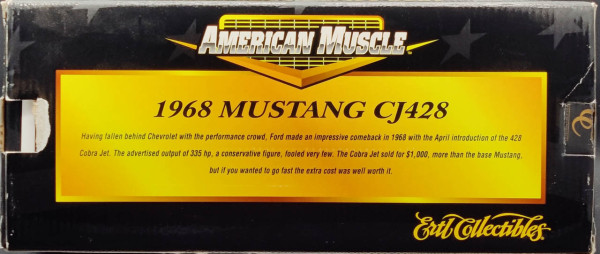 AMERICAN MUSCLE
1968 MUSTANG CJ428
Having fallen behind Chevrolet with the performance crowd, Ford made an impressive comeback in 1968 with the April introduction of the 428
Cobra Jet. The advertised output of 335 hp, a conservative figure, fooled very few. The Cobra Jet sold for $1,000, more than the base Mustang,
but if you wanted to go fast the extra cost was well worth it.
Ertl Collectibles